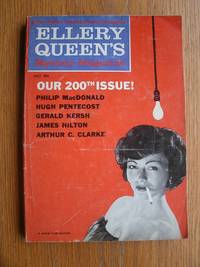 ELLERY
QUEEN'S
Mystery Magazine
OUR 200TH ISSUE!
PHILIP MacDONALD
HUGH PENTECOST
GERALD KERSH
JAMES HILTON
ARTHUR C. CLARKE